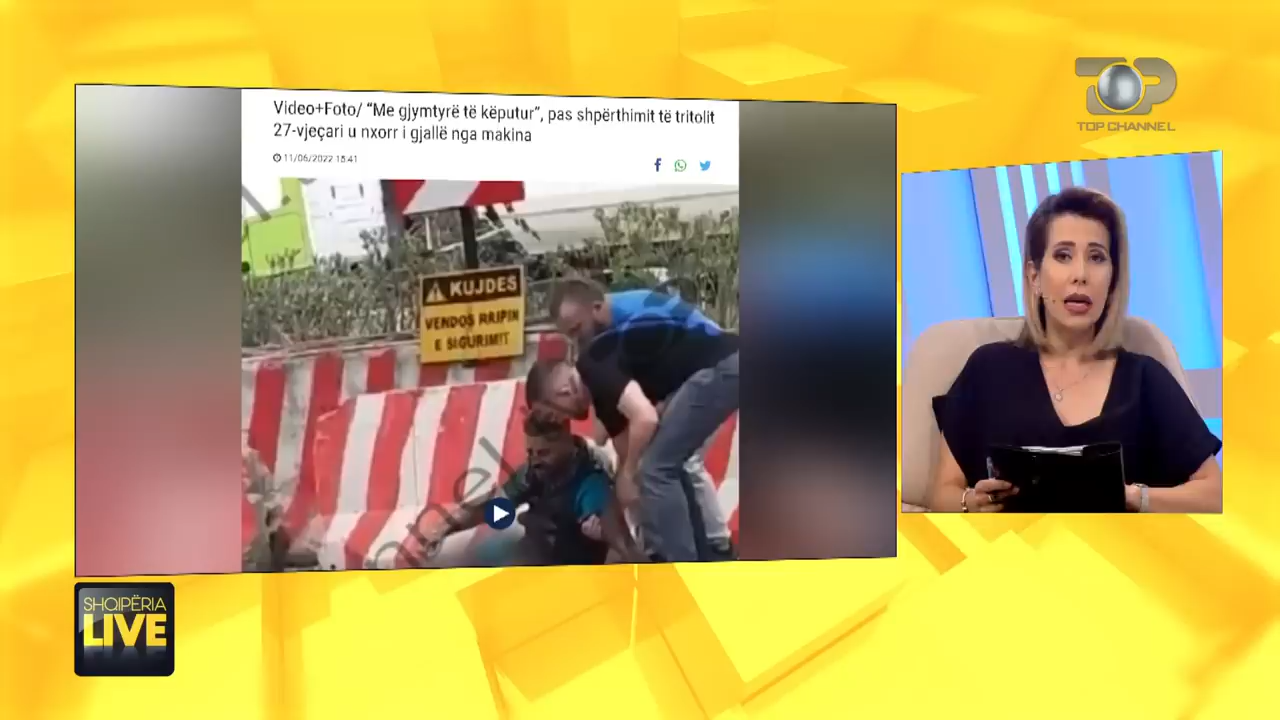 Video+Foto/ “Me gjymtyrë të këputur”, pas shpërthimit të tritolit
27-vjeçari u nxorr i gjallë nga makina
11/06/2022 15:41
KUJDES
VENDOS RRIPIN
E SIGURIMIT
TOP
TOP CHANNEL
SHQIPËRIA
LIVE